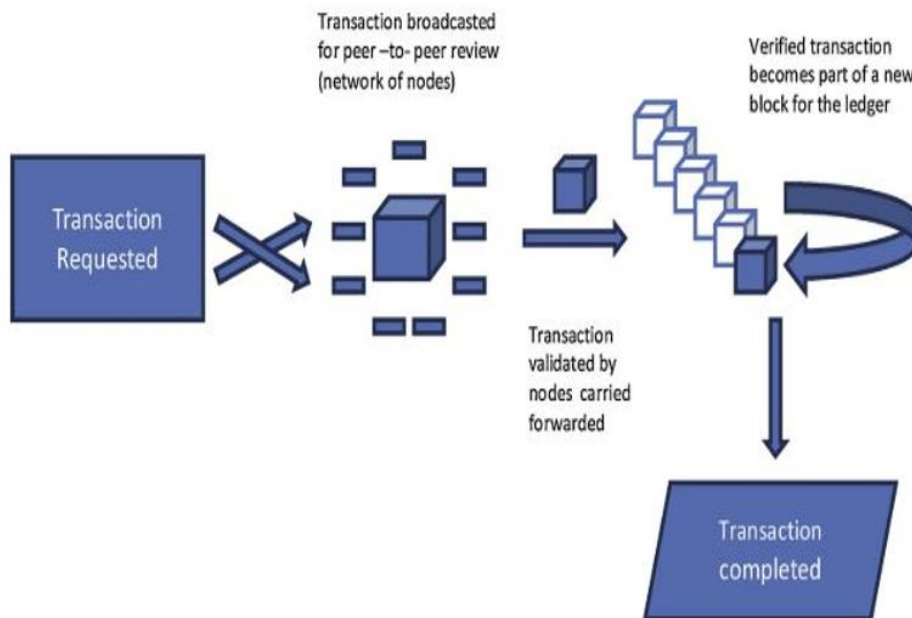 Transaction broadcasted
for peer –to- peer review
(network of nodes)
Verified transaction
becomes part of a new
block for the ledger
Transaction
Requested
Transaction
validated by
nodes carried
forwarded
Transaction
completed